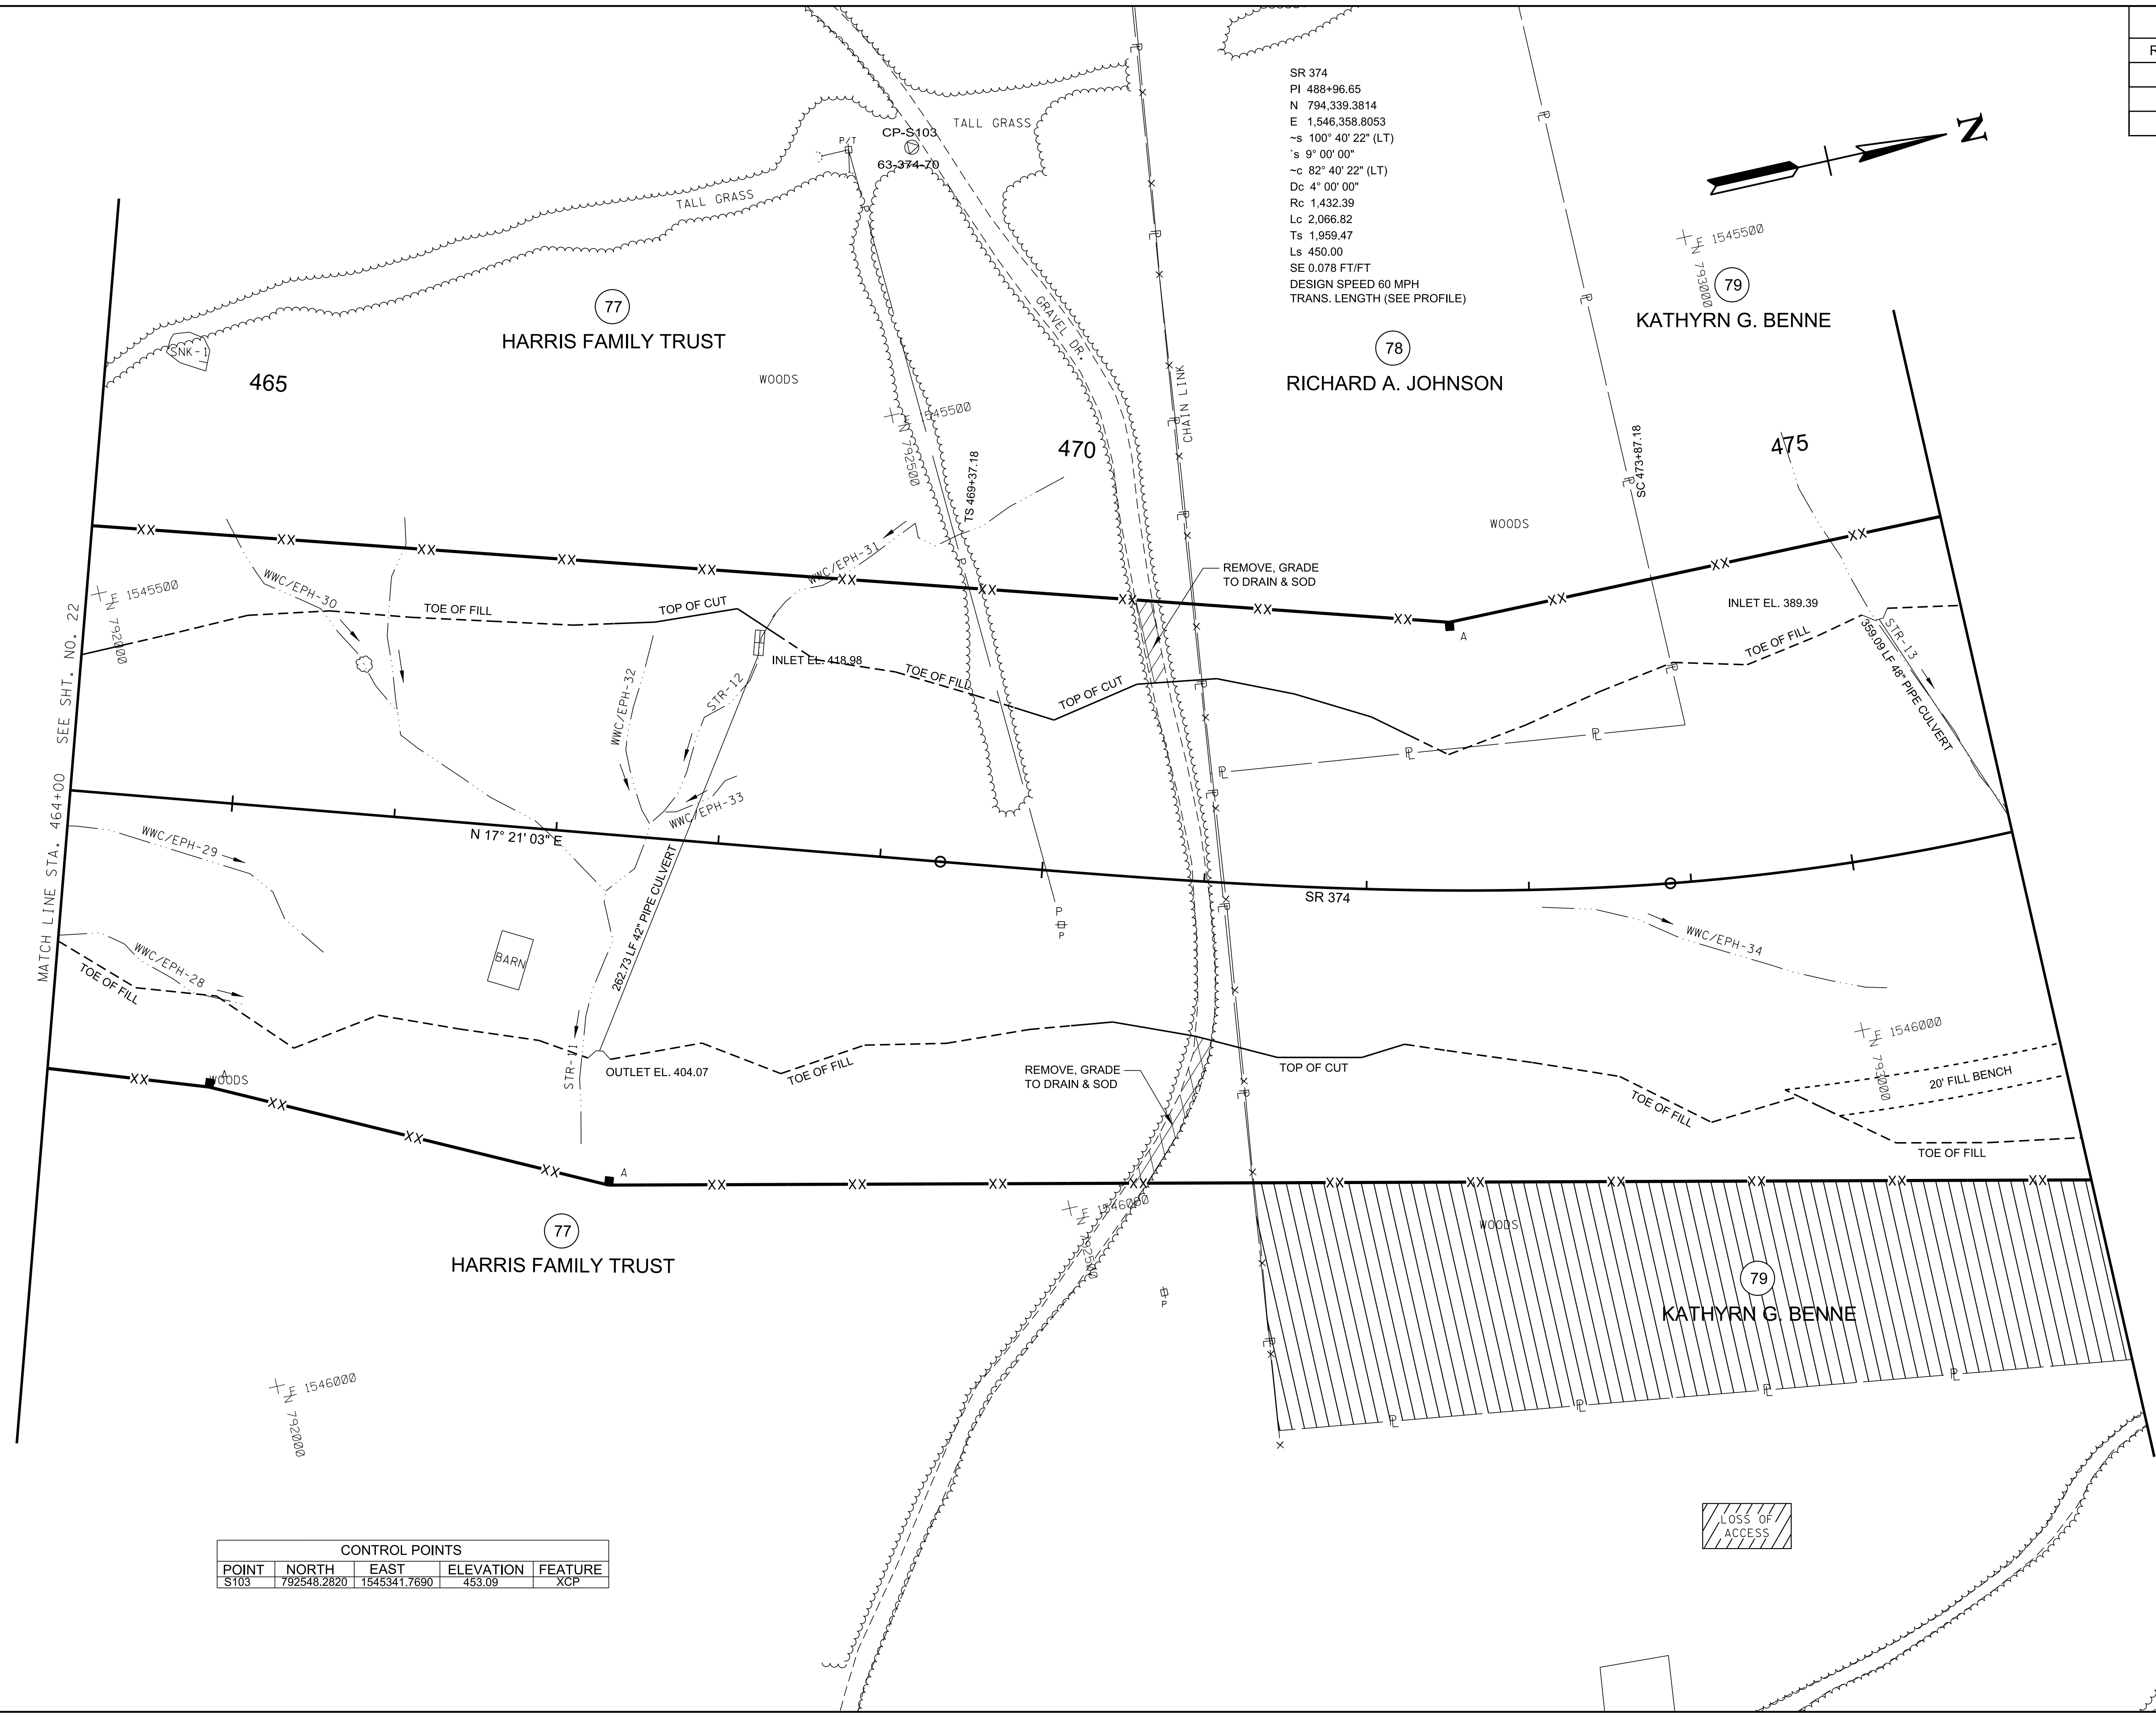 SR 374
PI 488+96.65
N 794,339.3814
E 1,546,358.8053
~s 100° 40' 22" (LT)
`s 9° 00' 00"
~c 82° 40' 22" (LT)
Dc 4° 00' 00"
Rc 1,432.39
Lc 2,066.82
Ts 1,959.47
Ls 450.00
SE 0.078 FT/FT
DESIGN SPEED 60 MPH
TRANS. LENGTH (SEE PROFILE)
R
N
P/T
CP-S103
63-374-70
TALL GRASS
TALL GRASS
GRAVEL DR.
CHAIN LINK
77
HARRIS FAMILY TRUST
78
RICHARD A. JOHNSON
79
KATHYRN G. BENNE
E 1545500
N 793000
SNK-1
465
WOODS
E 1545500
N 792500
470
475
TS 469+37.18
SC 473+87.18
WOODS
E 1545500
N 792000
WWC/EPH-30
WWC/EPH-31
TOE OF FILL
TOP OF CUT
REMOVE, GRADE
TO DRAIN & SOD
INLET EL. 389.39
A
TOE OF FILL
STR-13
359.09 LF 48" PIPE CULVERT
INLET EL. 418.98
TOE OF FILL
TOP OF CUT
WWC/EPH-32
STR-12
WWC/EPH-33
MATCH LINE STA. 464+00 SEE SHT. NO. 22
N 17° 21' 03" E
262.73 LF 42" PIPE CULVERT
SR 374
WWC/EPH-29
WWC/EPH-28
TOE OF FILL
BARN
P
P
WWC/EPH-34
STR-11
OUTLET EL. 404.07
TOE OF FILL
REMOVE, GRADE
TO DRAIN & SOD
TOP OF CUT
TOE OF FILL
E 1546000
N 793000
20' FILL BENCH
TOE OF FILL
A
WOODS
A
77
HARRIS FAMILY TRUST
E 1546000
N 792500
WOODS
79
KATHYRN G. BENNE
P
E 1546000
N 792000
LOSS OF
ACCESS
CONTROL POINTS
POINT NORTH EAST ELEVATION FEATURE
S103 792548.2820 1545341.7690 453.09 XCP